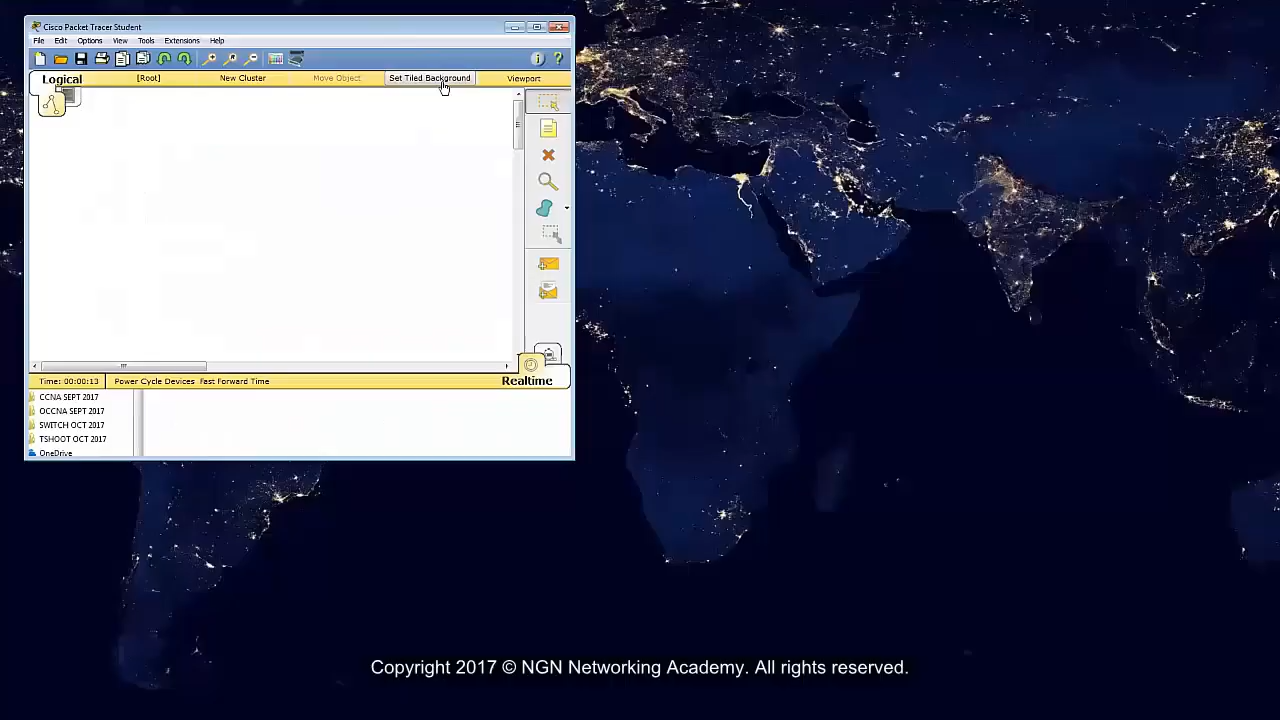 Cisco Packet Tracer Student
File Edit Options View Tools Extensions Help
Logical [Root] New Cluster Move Object Set Tiled Background Viewport
Time: 00:00:13 Power Cycle Devices Fast Forward Time Realtime
CCNA SEPT 2017
OCCNA SEPT 2017
SWITCH OCT 2017
TSHOOT OCT 2017
OneDrive
Copyright 2017 © NGN Networking Academy. All rights reserved.